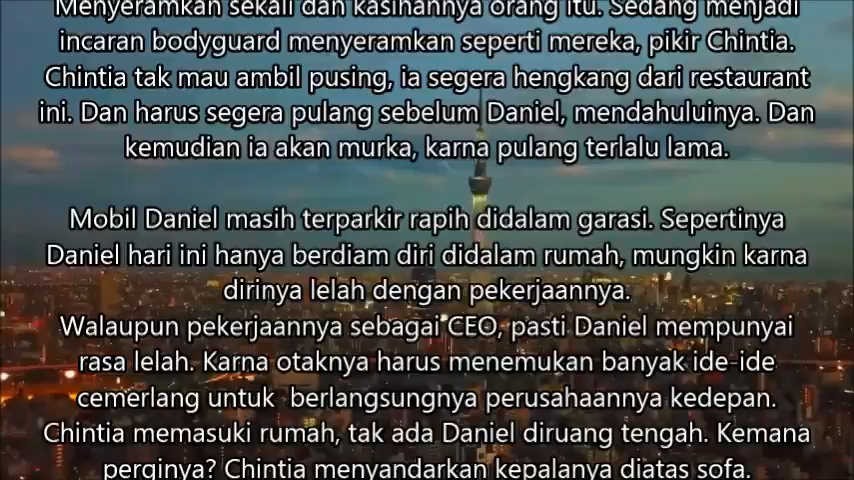 Menyeramkan sekali dan kasihannya orang itu. Sedang menjadi
incaran bodyguard menyeramkan seperti mereka, pikir Chintia.
Chintia tak mau ambil pusing, ia segera hengkang dari restaurant
ini. Dan harus segera pulang sebelum Daniel, mendahuluinya. Dan
kemudian ia akan murka, karna pulang terlalu lama.
Mobil Daniel masih terparkir rapih didalam garasi. Sepertinya
Daniel hari ini hanya berdiam diri didalam rumah, mungkin karna
dirinya lelah dengan pekerjaannya.
Walaupun pekerjaannya sebagai CEO, pasti Daniel mempunyai
rasa lelah. Karna otaknya harus menemukan banyak ide-ide
cemerlang untuk  berlangsungnya perusahaannya kedepan.
Chintia memasuki rumah, tak ada Daniel diruang tengah. Kemana
perginya? Chintia menyandarkan kepalanya diatas sofa.